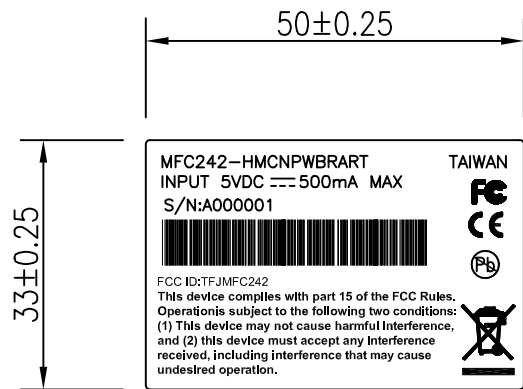 50±0.25
33±0.25
MFC242-HMCNPWBRART TAIWAN
INPUT 5VDC ⎓ 500mA MAX
S/N:A000001
FC
CE
Pb
FCC ID:TFJMFC242
This device complies with part 15 of the FCC Rules.
Operationis subject to the following two conditions:
(1) This device may not cause harmful Interference,
and (2) this device must accept any Interference
received, including interference that may cause
undesired operation.